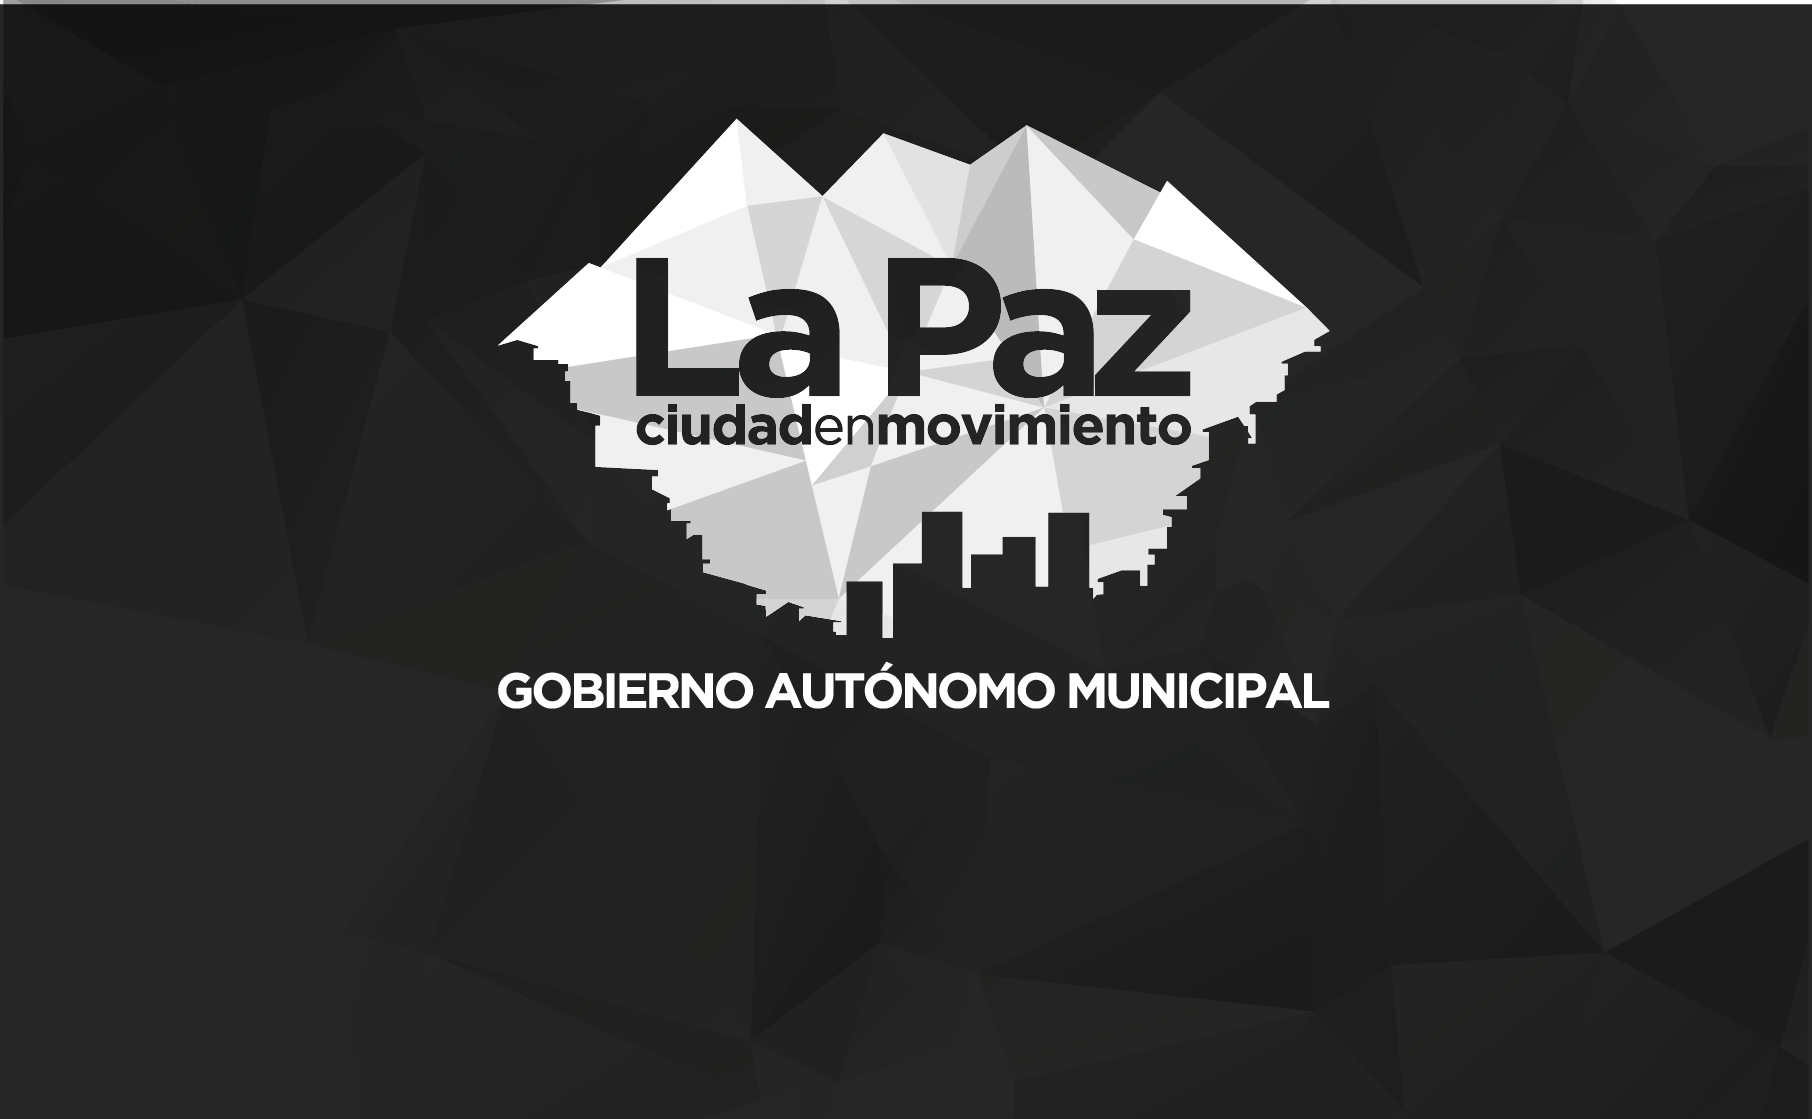 La Paz
ciudadenmovimiento
GOBIERNO AUTÓNOMO MUNICIPAL